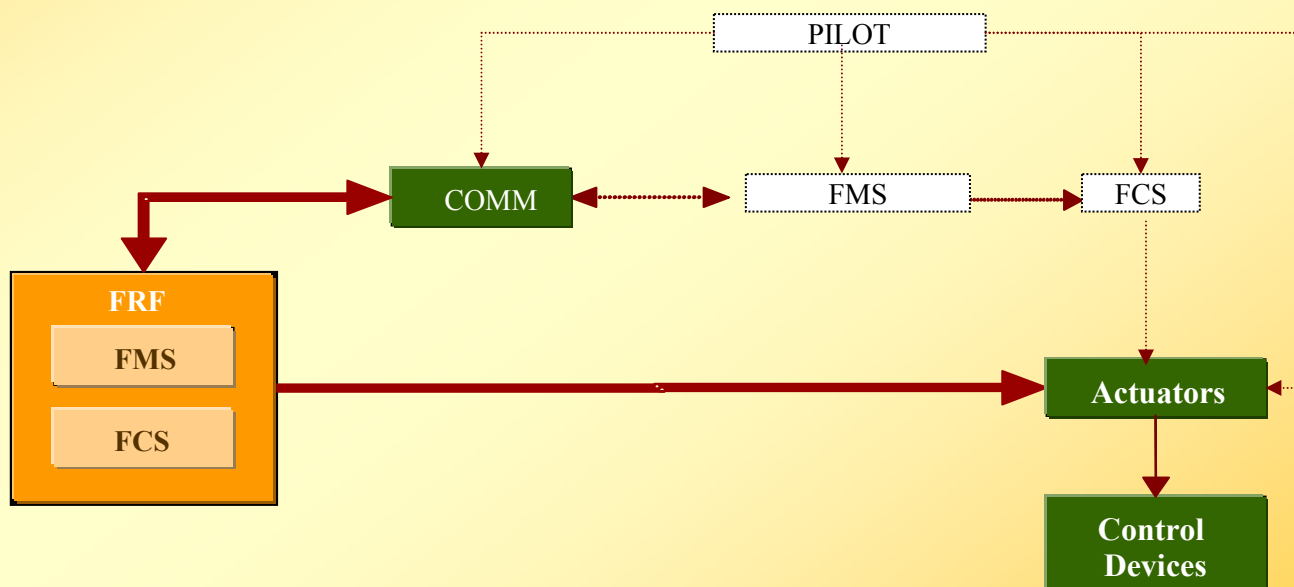 PILOT
COMM
FMS
FCS
FRF
FMS
FCS
Actuators
Control
Devices